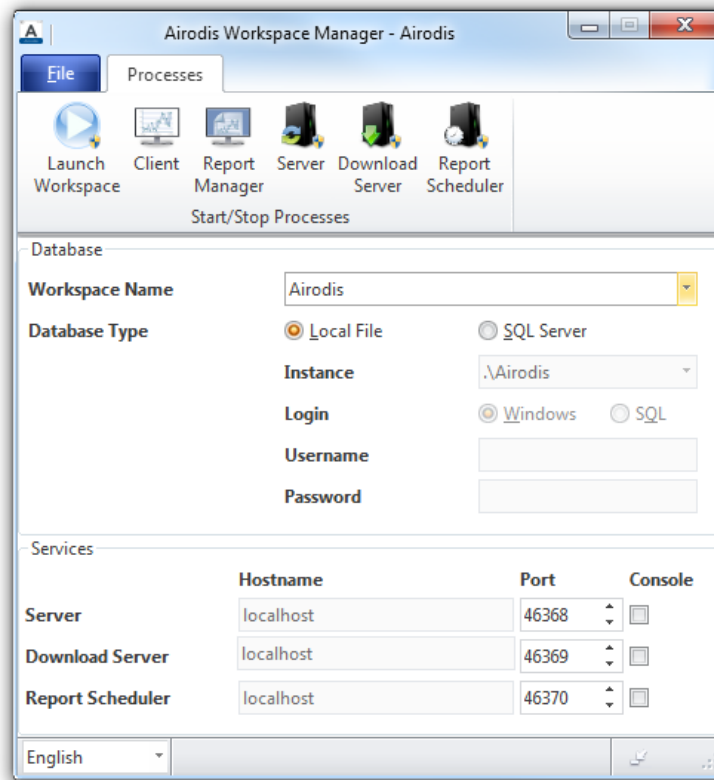 Airodis Workspace Manager - Airodis
File Processes
Launch Workspace
Client
Report Manager
Server
Download Server
Report Scheduler
Start/Stop Processes
Database
Workspace Name Airodis
Database Type Local File SQL Server
Instance .\Airodis
Login Windows SQL
Username
Password
Services
Hostname Port Console
Server localhost 46368
Download Server localhost 46369
Report Scheduler localhost 46370
English